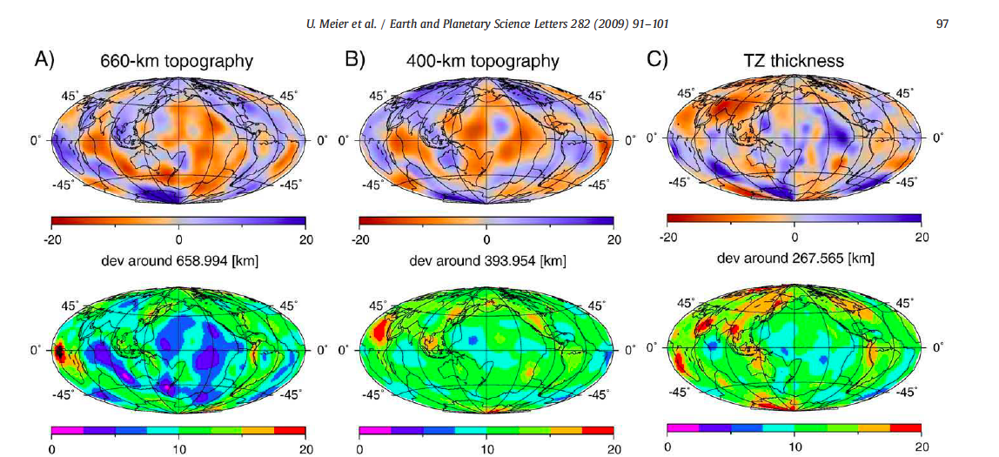 U. Meier et al. / Earth and Planetary Science Letters 282 (2009) 91–101
97
A) 660-km topography
B) 400-km topography
C) TZ thickness
45˚ 45˚ 45˚ 45˚ 45˚ 45˚
0˚ 0˚ 0˚ 0˚ 0˚ 0˚
-45˚ -45˚ -45˚ -45˚ -45˚ -45˚
-20 0 20 -20 0 20 -20 0 20
dev around 658.994 [km]
dev around 393.954 [km]
dev around 267.565 [km]
45˚ 45˚ 45˚ 45˚ 45˚ 45˚
0˚ 0˚ 0˚ 0˚ 0˚ 0˚
-45˚ -45˚ -45˚ -45˚ -45˚ -45˚
0 10 20 0 10 20 0 10 20